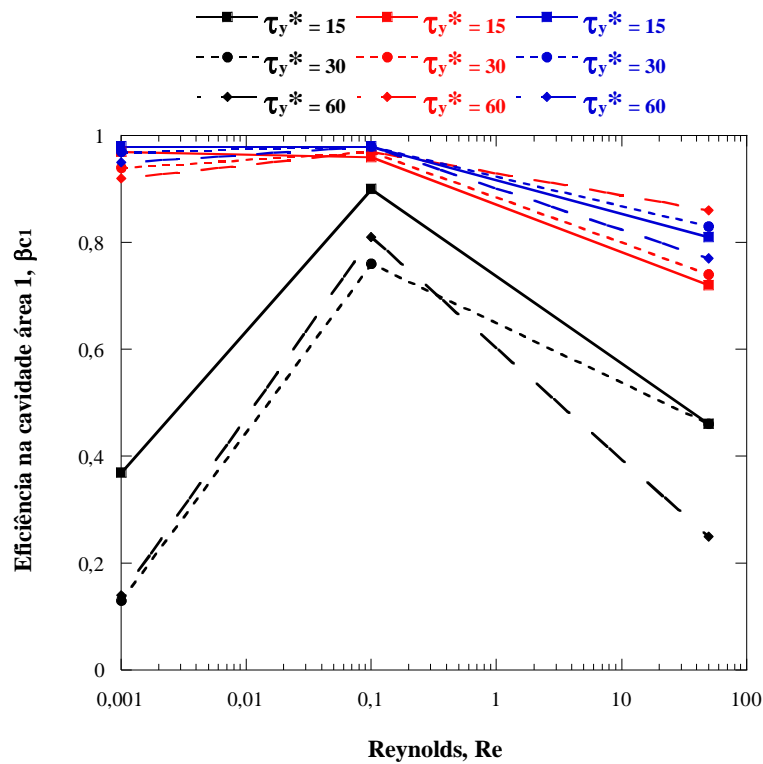 τy* = 15 τy* = 15 τy* = 15
τy* = 30 τy* = 30 τy* = 30
τy* = 60 τy* = 60 τy* = 60
1
0,8
0,6
0,4
0,2
0
Eficiência na cavidade área 1, βc1
0,001 0,01 0,1 1 10 100
Reynolds, Re